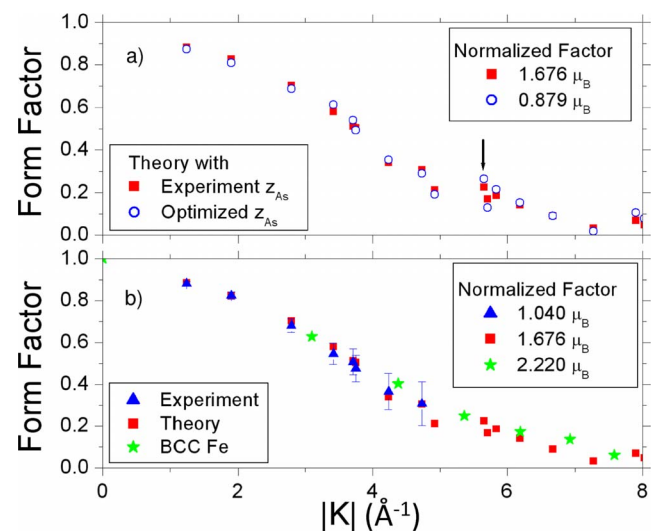 1.0
0.8
0.6
0.4
0.2
0.0
Form Factor
a)
Normalized Factor
1.676 μB
0.879 μB
Theory with
Experiment zAs
Optimized zAs
1.0
0.8
0.6
0.4
0.2
0.0
Form Factor
b)
Normalized Factor
1.040 μB
1.676 μB
2.220 μB
Experiment
Theory
BCC Fe
0 2 4 6 8
|K| (Å-1)